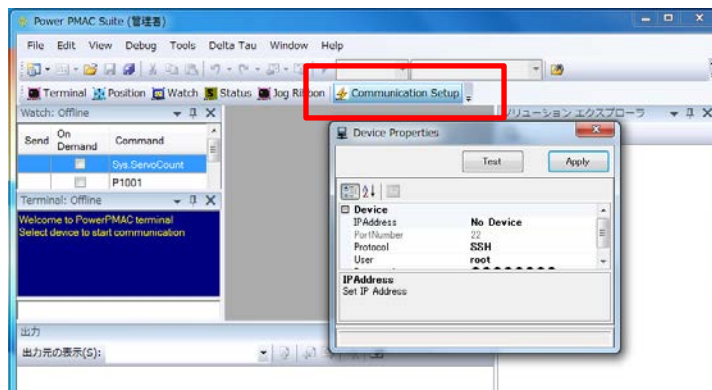 Power PMAC Suite (管理者)
File Edit View Debug Tools Delta Tau Window Help
Terminal Position Watch Status Jog Ribbon Communication Setup
Watch: Offline
ソリューション エクスプローラ
Send On Demand Command
Sys.ServoCount
P1001
Terminal: Offline
Welcome to PowerPMAC terminal
Select device to start communication
Device Properties
Test Apply
Device
IPAddress No Device
PortNumber 22
Protocol SSH
User root
IPAddress
Set IP Address
出力
出力元の表示(S):